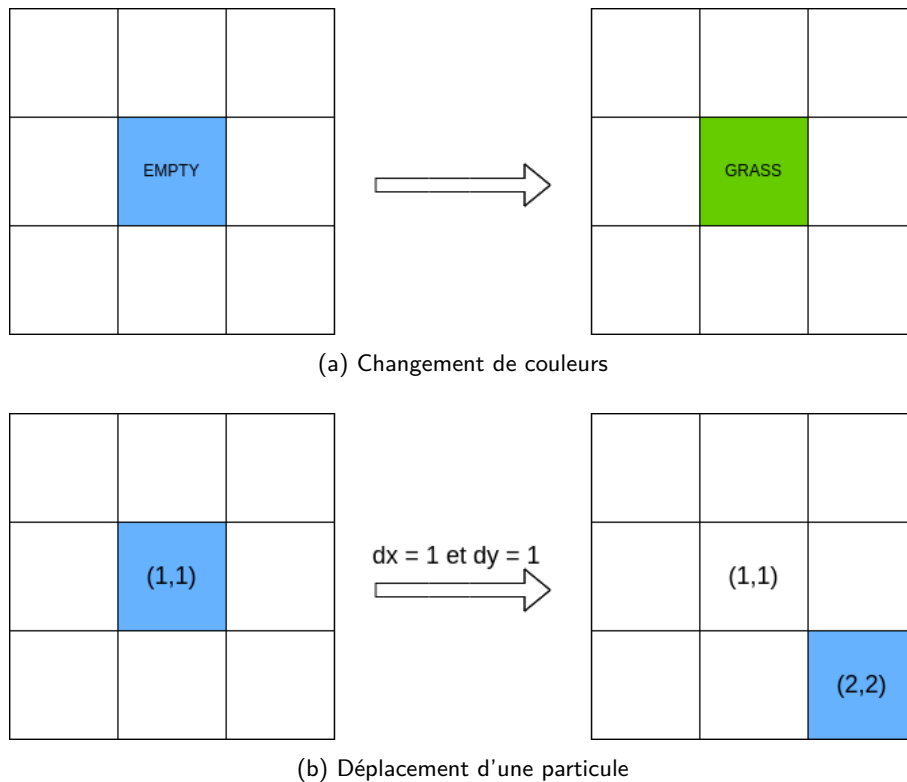 EMPTY
GRASS
(a) Changement de couleurs
dx = 1 et dy = 1
(1,1)
(1,1)
(2,2)
(b) Déplacement d'une particule